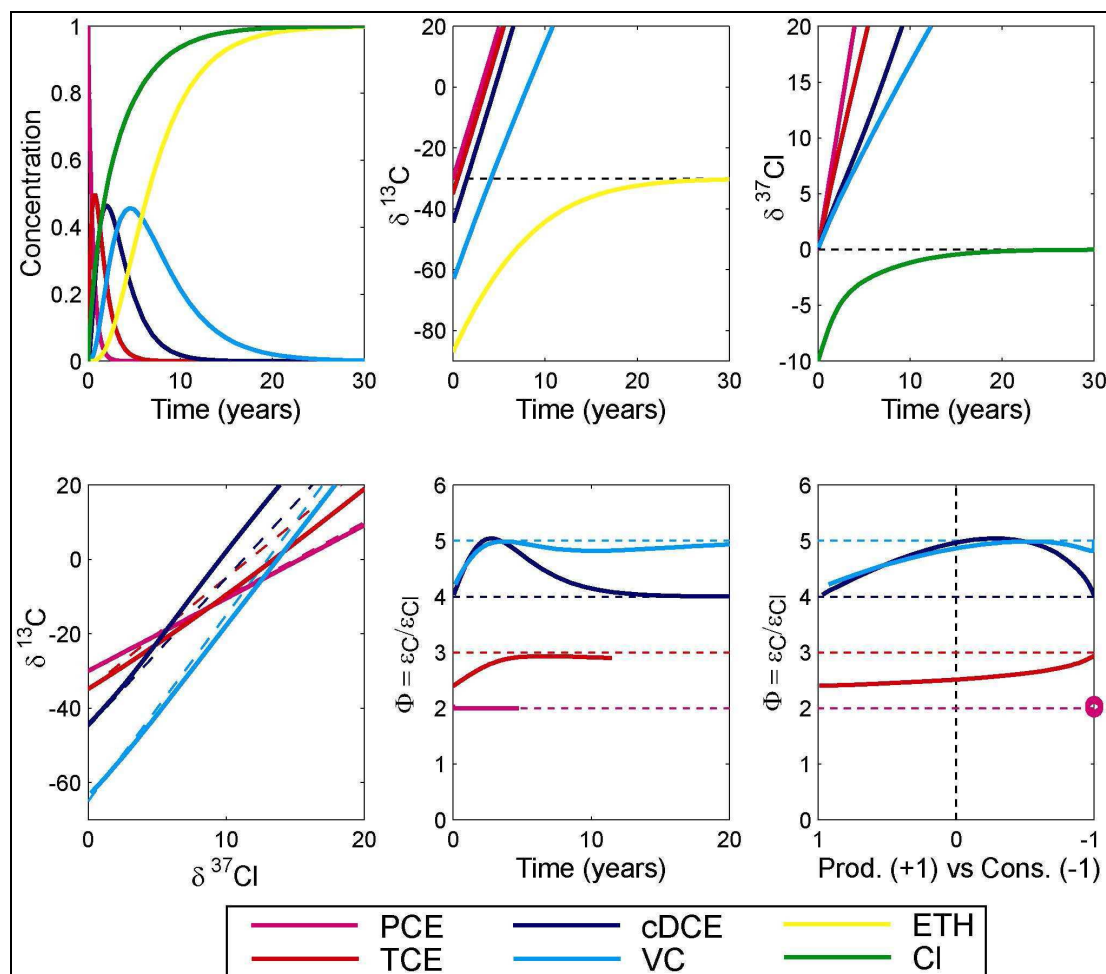 1
0.8
0.6
0.4
0.2
0
Concentration
0 10 20 30
Time (years)
20
0
-20
-40
-60
-80
δ ¹³C
0 10 20 30
Time (years)
20
15
10
5
0
-5
-10
δ ³⁷Cl
0 10 20 30
Time (years)
20
0
-20
-40
-60
δ ¹³C
0 10 20
δ ³⁷Cl
6
5
4
3
2
1
0
Φ = εC/εCl
0 10 20
Time (years)
6
5
4
3
2
1
0
Φ = εC/εCl
1 0 -1
Prod. (+1) vs Cons. (-1)
PCE cDCE ETH
TCE VC Cl